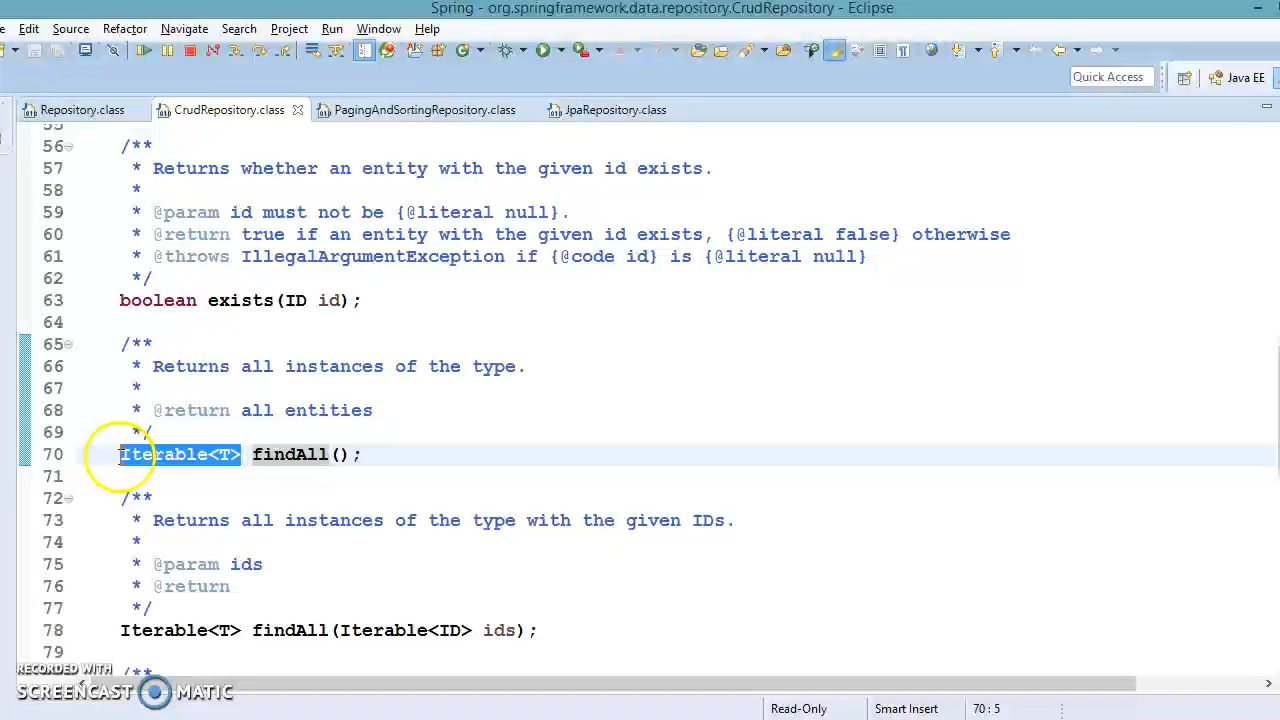 Spring - org.springframework.data.repository.CrudRepository - Eclipse
Edit Source Refactor Navigate Search Project Run Window Help
Quick Access Java EE
Repository.class CrudRepository.class PagingAndSortingRepository.class JpaRepository.class
55
56 /**
57 * Returns whether an entity with the given id exists.
58 *
59 * @param id must not be {@literal null}.
60 * @return true if an entity with the given id exists, {@literal false} otherwise
61 * @throws IllegalArgumentException if {@code id} is {@literal null}
62 */
63 boolean exists(ID id);
64
65 /**
66 * Returns all instances of the type.
67 *
68 * @return all entities
69 */
70 Iterable<T> findAll();
71
72 /**
73 * Returns all instances of the type with the given IDs.
74 *
75 * @param ids
76 * @return
77 */
78 Iterable<T> findAll(Iterable<ID> ids);
79
/**
RECORDED WITH
SCREENCAST MATIC
Read-Only Smart Insert 70 : 5